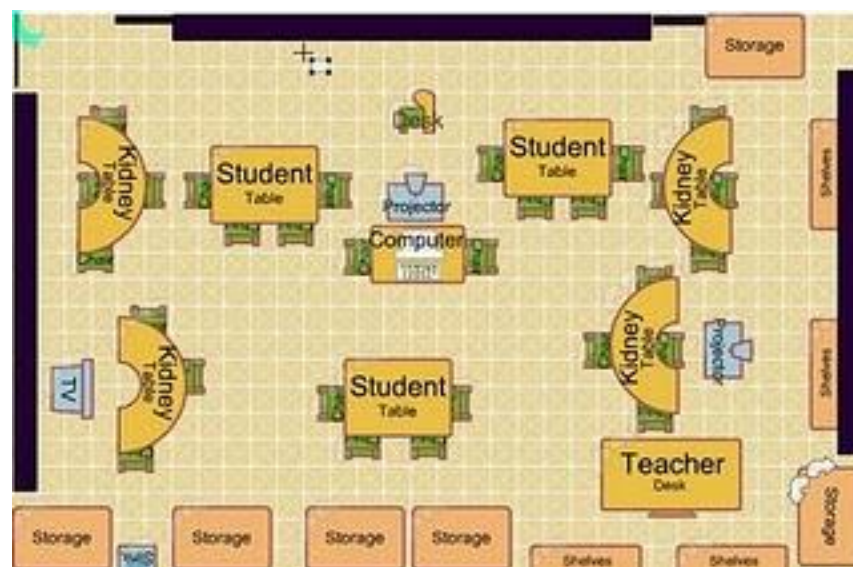 Storage
Desk
Student
Table
Student
Table
Kidney
Table
Kidney
Table
Shelves
Projector
Computer
Kidney
Table
Kidney
Table
Projector
TV
Student
Table
Shelves
Teacher
Desk
Storage
Storage
Storage
Storage
Storage
Shelves
Shelves